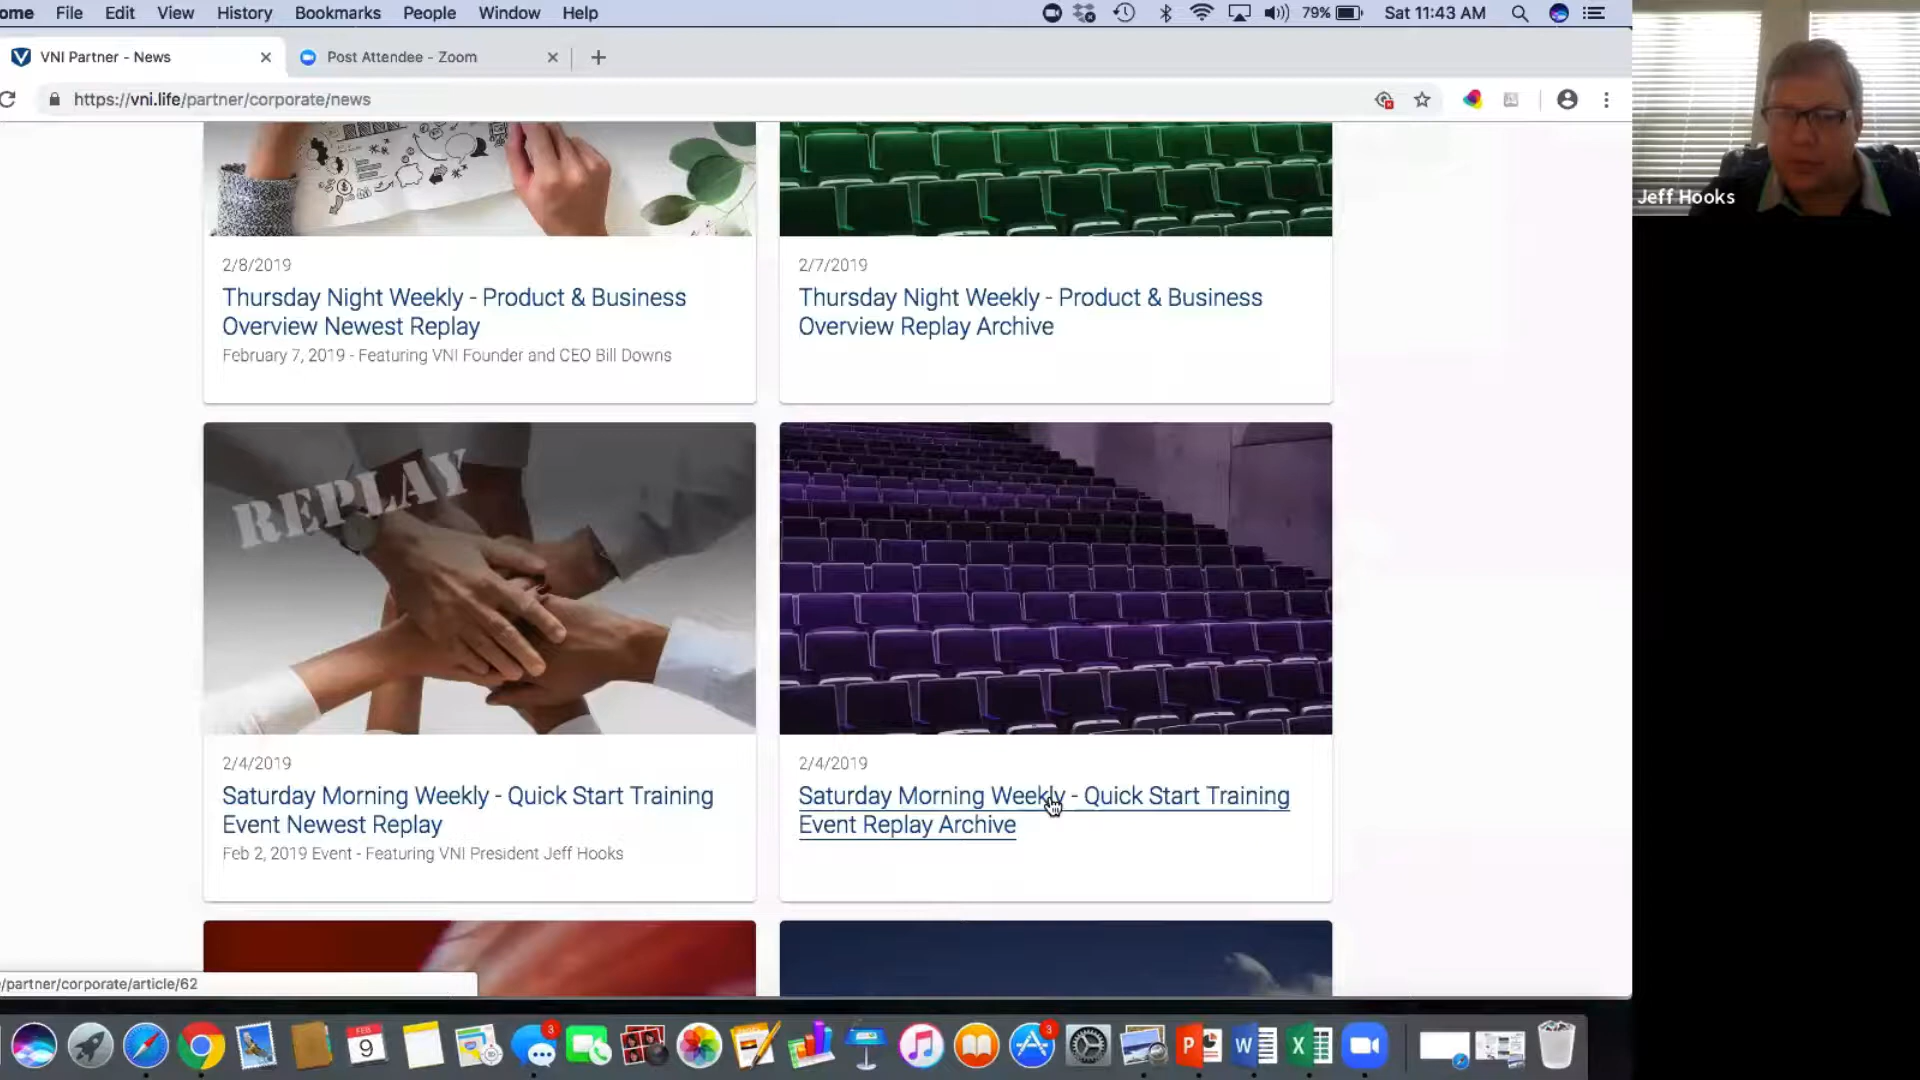 ome File Edit View History Bookmarks People Window Help 79% Sat 11:43 AM
VNI Partner - News Post Attendee - Zoom
https://vni.life/partner/corporate/news
Jeff Hooks
2/8/2019
Thursday Night Weekly - Product & Business
Overview Newest Replay
February 7, 2019 - Featuring VNI Founder and CEO Bill Downs
2/7/2019
Thursday Night Weekly - Product & Business
Overview Replay Archive
REPLAY
2/4/2019
Saturday Morning Weekly - Quick Start Training
Event Newest Replay
Feb 2, 2019 Event - Featuring VNI President Jeff Hooks
2/4/2019
Saturday Morning Weekly - Quick Start Training
Event Replay Archive
/partner/corporate/article/62
FEB
9
3
3
P
W
X